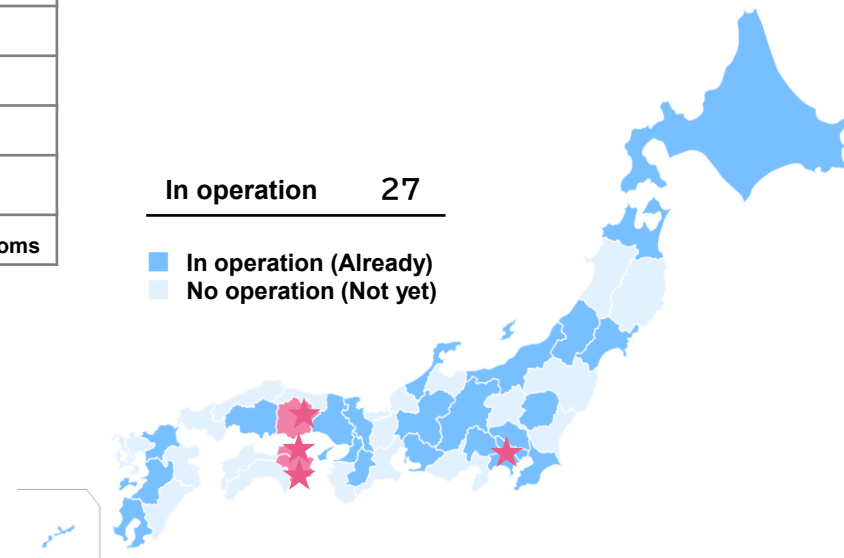 In operation 27
oms
In operation (Already)
No operation (Not yet)